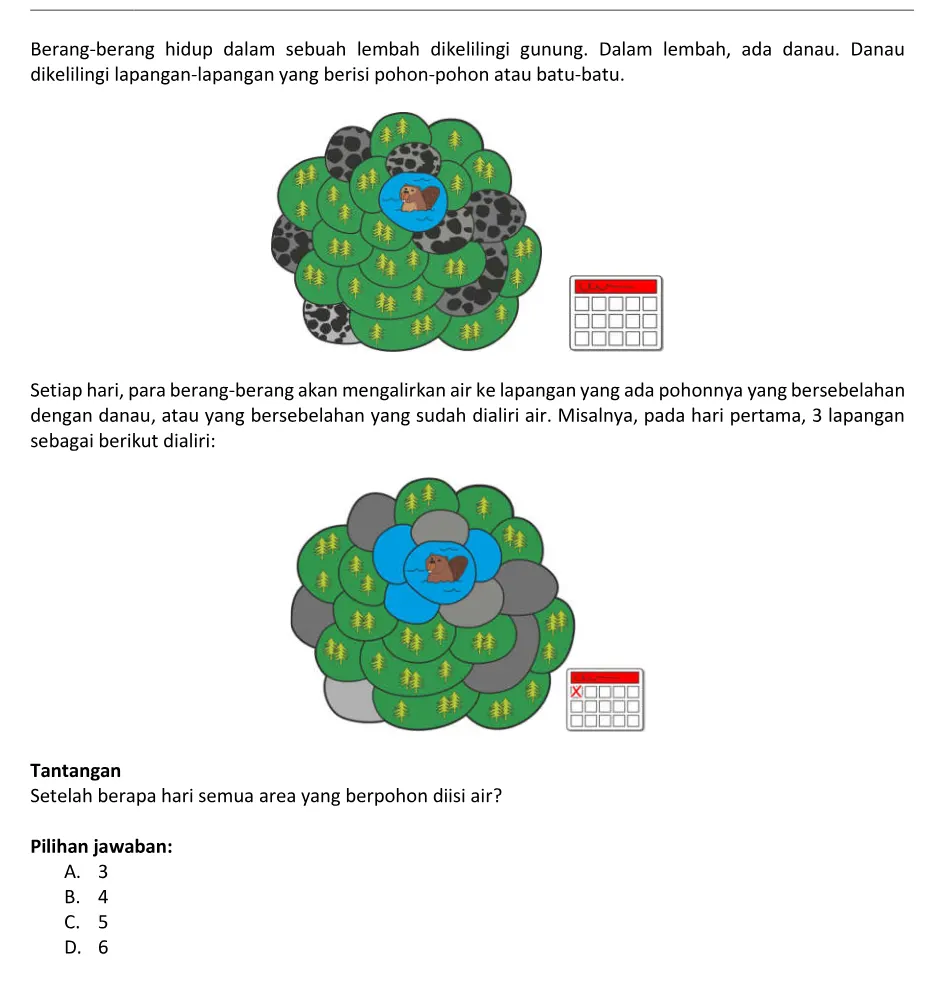 Berang-berang hidup dalam sebuah lembah dikelilingi gunung. Dalam lembah, ada danau. Danau
dikelilingi lapangan-lapangan yang berisi pohon-pohon atau batu-batu.
Setiap hari, para berang-berang akan mengalirkan air ke lapangan yang ada pohonnya yang bersebelahan
dengan danau, atau yang bersebelahan yang sudah dialiri air. Misalnya, pada hari pertama, 3 lapangan
sebagai berikut dialiri:
X
Tantangan
Setelah berapa hari semua area yang berpohon diisi air?
Pilihan jawaban:
A. 3
B. 4
C. 5
D. 6